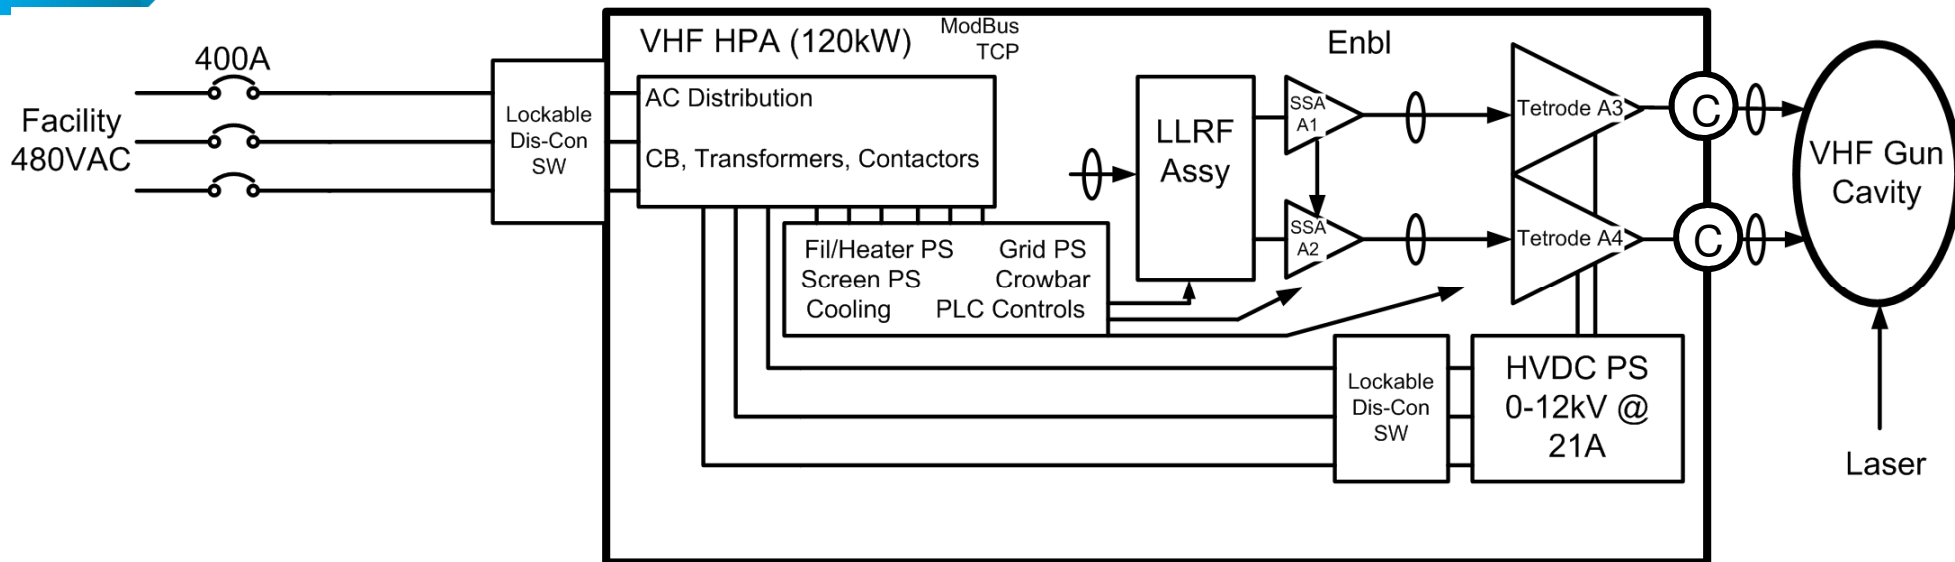 400A
Facility
480VAC
Lockable
Dis-Con
SW
VHF HPA (120kW)
ModBus
TCP
AC Distribution
CB, Transformers, Contactors
Fil/Heater PS
Grid PS
Screen PS
Crowbar
Cooling
PLC Controls
LLRF
Assy
Enbl
SSA
A1
SSA
A2
Tetrode A3
Tetrode A4
C
C
VHF Gun
Cavity
Lockable
Dis-Con
SW
HVDC PS
0-12kV @
21A
Laser